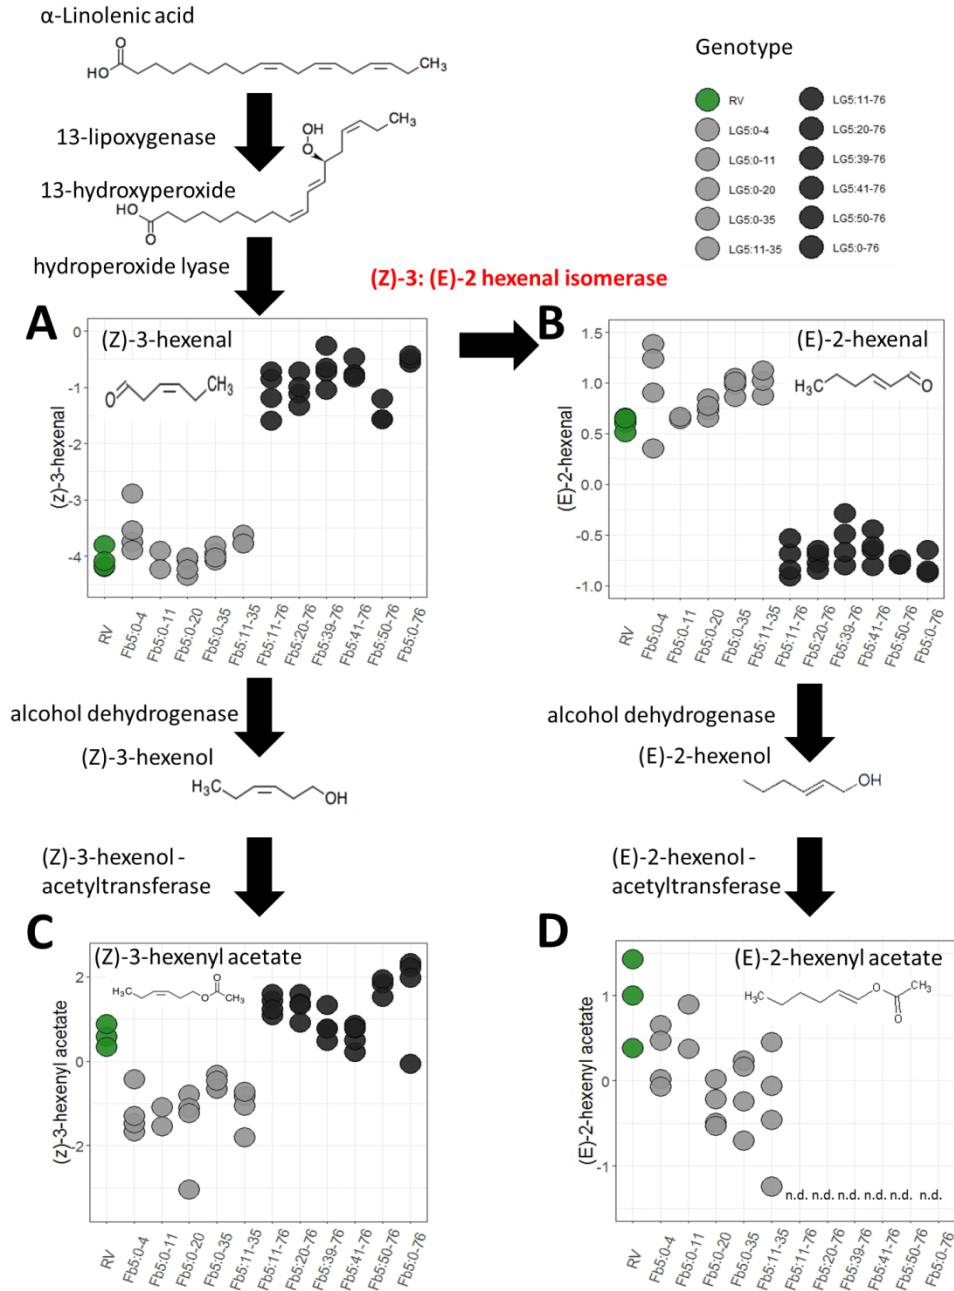 α-Linolenic acid
O
HO
CH₃
Genotype
RV
LG5:0-4
LG5:0-11
LG5:0-20
LG5:0-35
LG5:11-35
LG5:11-76
LG5:20-76
LG5:39-76
LG5:41-76
LG5:50-76
LG5:0-76
13-lipoxygenase
13-hydroxyperoxide
OH
O
CH₃
HO
O
hydroperoxide lyase
(Z)-3: (E)-2 hexenal isomerase
A
(Z)-3-hexenal
O
CH₃
(z)-3-hexenal
0
-1
-2
-3
-4
RV
Fb5:0-4
Fb5:0-11
Fb5:0-20
Fb5:0-35
Fb5:11-35
Fb5:11-76
Fb5:20-76
Fb5:39-76
Fb5:41-76
Fb5:50-76
Fb5:0-76
B
(E)-2-hexenal
H₃C
O
(E)-2-hexenal
1.5
1.0
0.5
0.0
-0.5
-1.0
RV
Fb5:0-4
Fb5:0-11
Fb5:0-20
Fb5:0-35
Fb5:11-35
Fb5:11-76
Fb5:20-76
Fb5:39-76
Fb5:41-76
Fb5:50-76
Fb5:0-76
alcohol dehydrogenase
(Z)-3-hexenol
H₃C
OH
alcohol dehydrogenase
(E)-2-hexenol
OH
(Z)-3-hexenol -
acetyltransferase
(E)-2-hexenol -
acetyltransferase
C
(Z)-3-hexenyl acetate
H₃C
O
O
CH₃
(z)-3-hexenyl acetate
2
0
-2
RV
Fb5:0-4
Fb5:0-11
Fb5:0-20
Fb5:0-35
Fb5:11-35
Fb5:11-76
Fb5:20-76
Fb5:39-76
Fb5:41-76
Fb5:50-76
Fb5:0-76
D
(E)-2-hexenyl acetate
H₃C
O
CH₃
O
(E)-2-hexenyl acetate
1
0
-1
n.d. n.d. n.d. n.d. n.d. n.d.
RV
Fb5:0-4
Fb5:0-11
Fb5:0-20
Fb5:0-35
Fb5:11-35
Fb5:11-76
Fb5:20-76
Fb5:39-76
Fb5:41-76
Fb5:50-76
Fb5:0-76